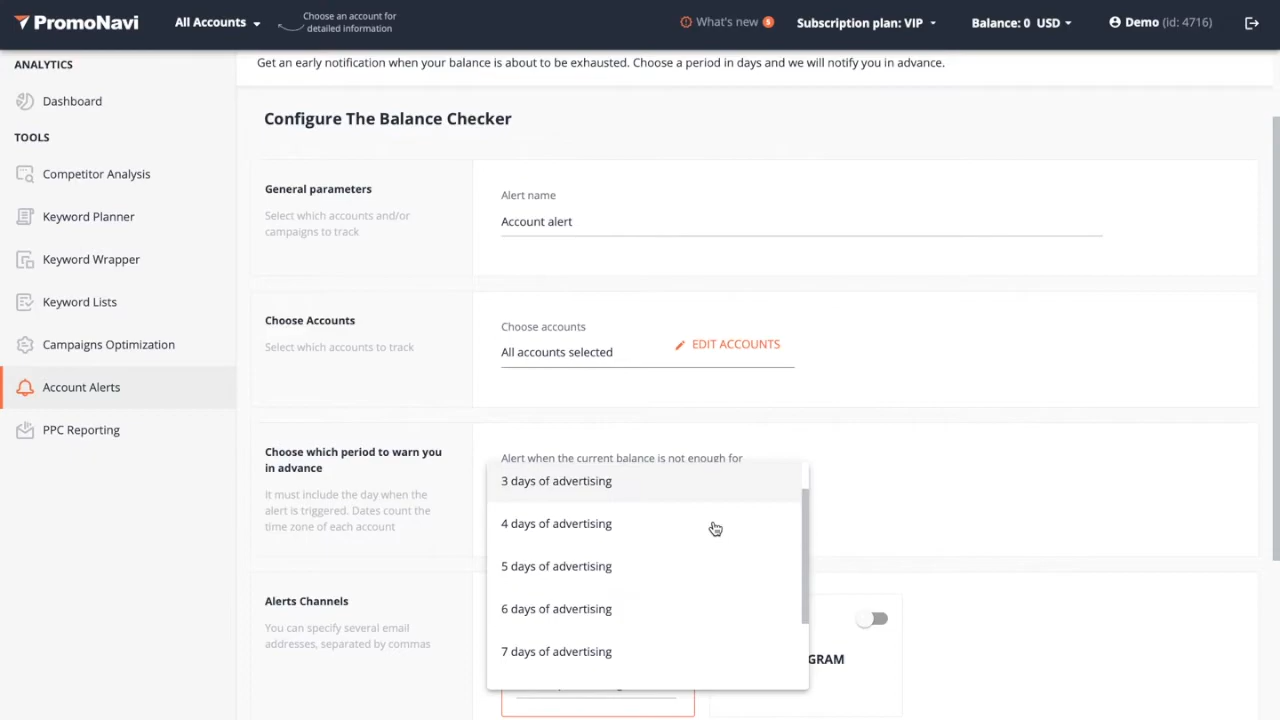 PromoNavi
All Accounts
Choose an account for
detailed information
What's new
Subscription plan: VIP
Balance: 0 USD
Demo (id: 4716)
ANALYTICS
Dashboard
TOOLS
Competitor Analysis
Keyword Planner
Keyword Wrapper
Keyword Lists
Campaigns Optimization
Account Alerts
PPC Reporting
Get an early notification when your balance is about to be exhausted. Choose a period in days and we will notify you in advance.
Configure The Balance Checker
General parameters
Select which accounts and/or
campaigns to track
Alert name
Account alert
Choose Accounts
Select which accounts to track
Choose accounts
All accounts selected
EDIT ACCOUNTS
Choose which period to warn you
in advance
It must include the day when the
alert is triggered. Dates count the
time zone of each account
Alert when the current balance is not enough for
3 days of advertising
4 days of advertising
5 days of advertising
6 days of advertising
7 days of advertising
Alerts Channels
You can specify several email
addresses, separated by commas
GRAM